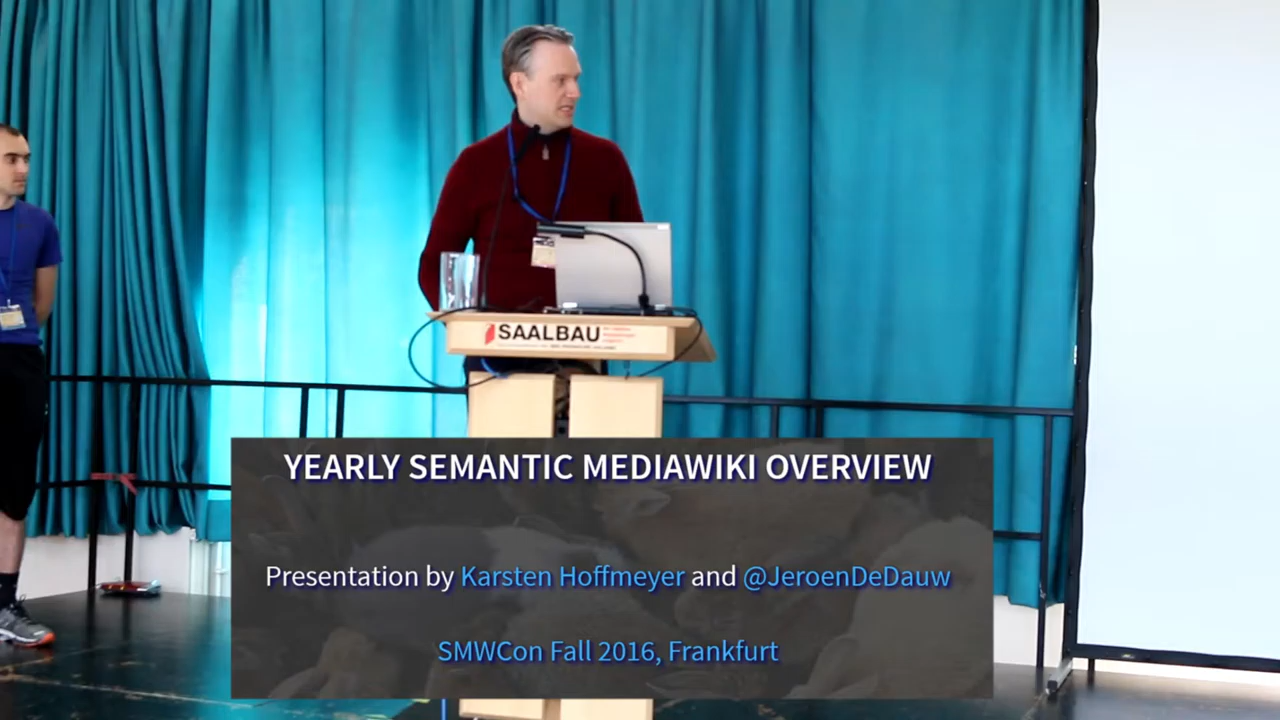 SAALBAU
YEARLY SEMANTIC MEDIAWIKI OVERVIEW
Presentation by Karsten Hoffmeyer and @JeroenDeDauw
SMWCon Fall 2016, Frankfurt